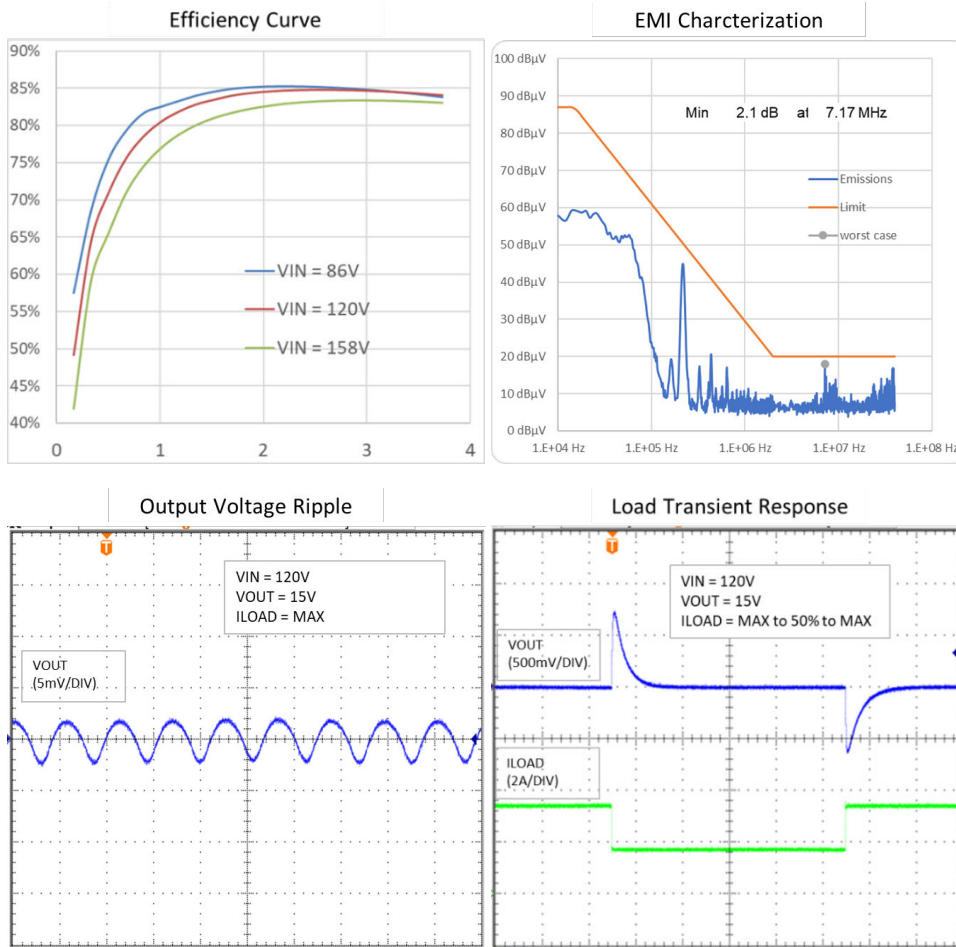 Efficiency Curve
90%
85%
80%
75%
70%
65%
60%
55%
50%
45%
40%
VIN = 86V
VIN = 120V
VIN = 158V
0 1 2 3 4
EMI Charcterization
100 dBµV
90 dBµV
80 dBµV
70 dBµV
60 dBµV
50 dBµV
40 dBµV
30 dBµV
20 dBµV
10 dBµV
0 dBµV
Min 2.1 dB at 7.17 MHz
Emissions
Limit
worst case
1.E+04 Hz 1.E+05 Hz 1.E+06 Hz 1.E+07 Hz 1.E+08 Hz
Output Voltage Ripple
T
VIN = 120V
VOUT = 15V
ILOAD = MAX
VOUT
(5mV/DIV)
Load Transient Response
T
VIN = 120V
VOUT = 15V
ILOAD = MAX to 50% to MAX
VOUT
(500mV/DIV)
ILOAD
(2A/DIV)